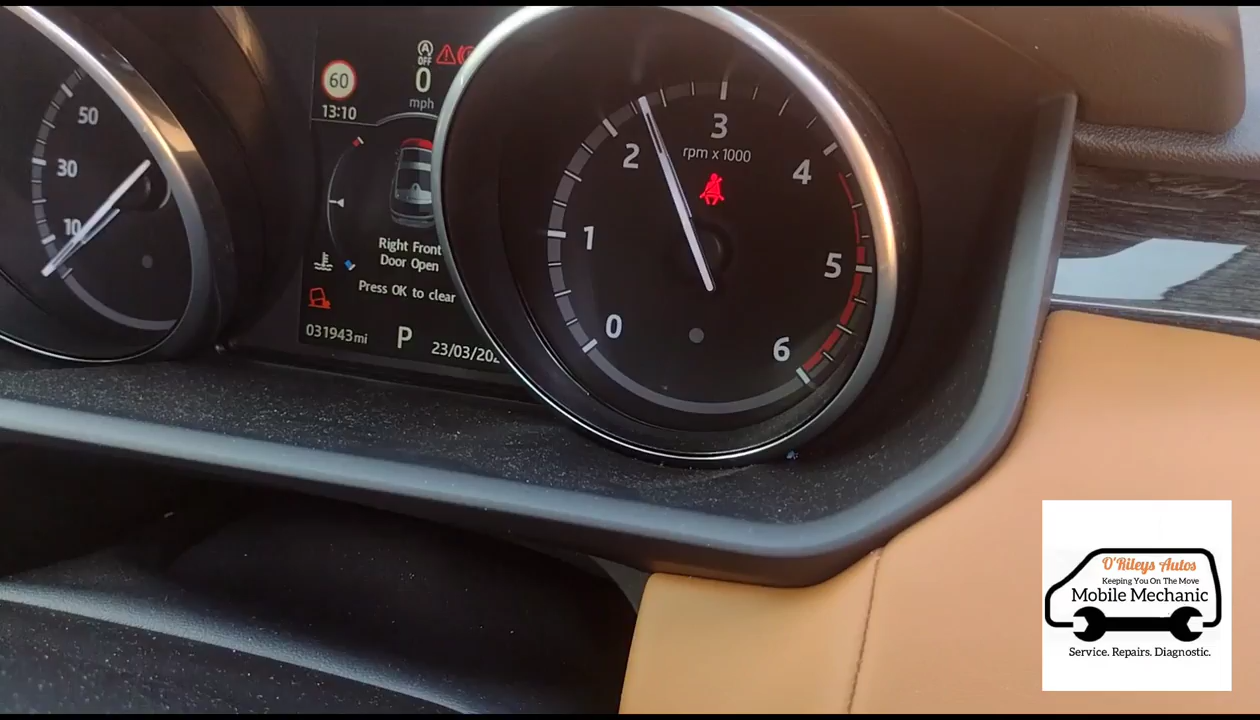 50
30
10
60
13:10
A
OFF
0
mph
Right Front
Door Open
Press OK to clear
031943mi
P
0
1
2
3
4
5
6
rpm x 1000
O'Rileys Autos
Keeping You On The Move
Mobile Mechanic
Service. Repairs. Diagnostic.